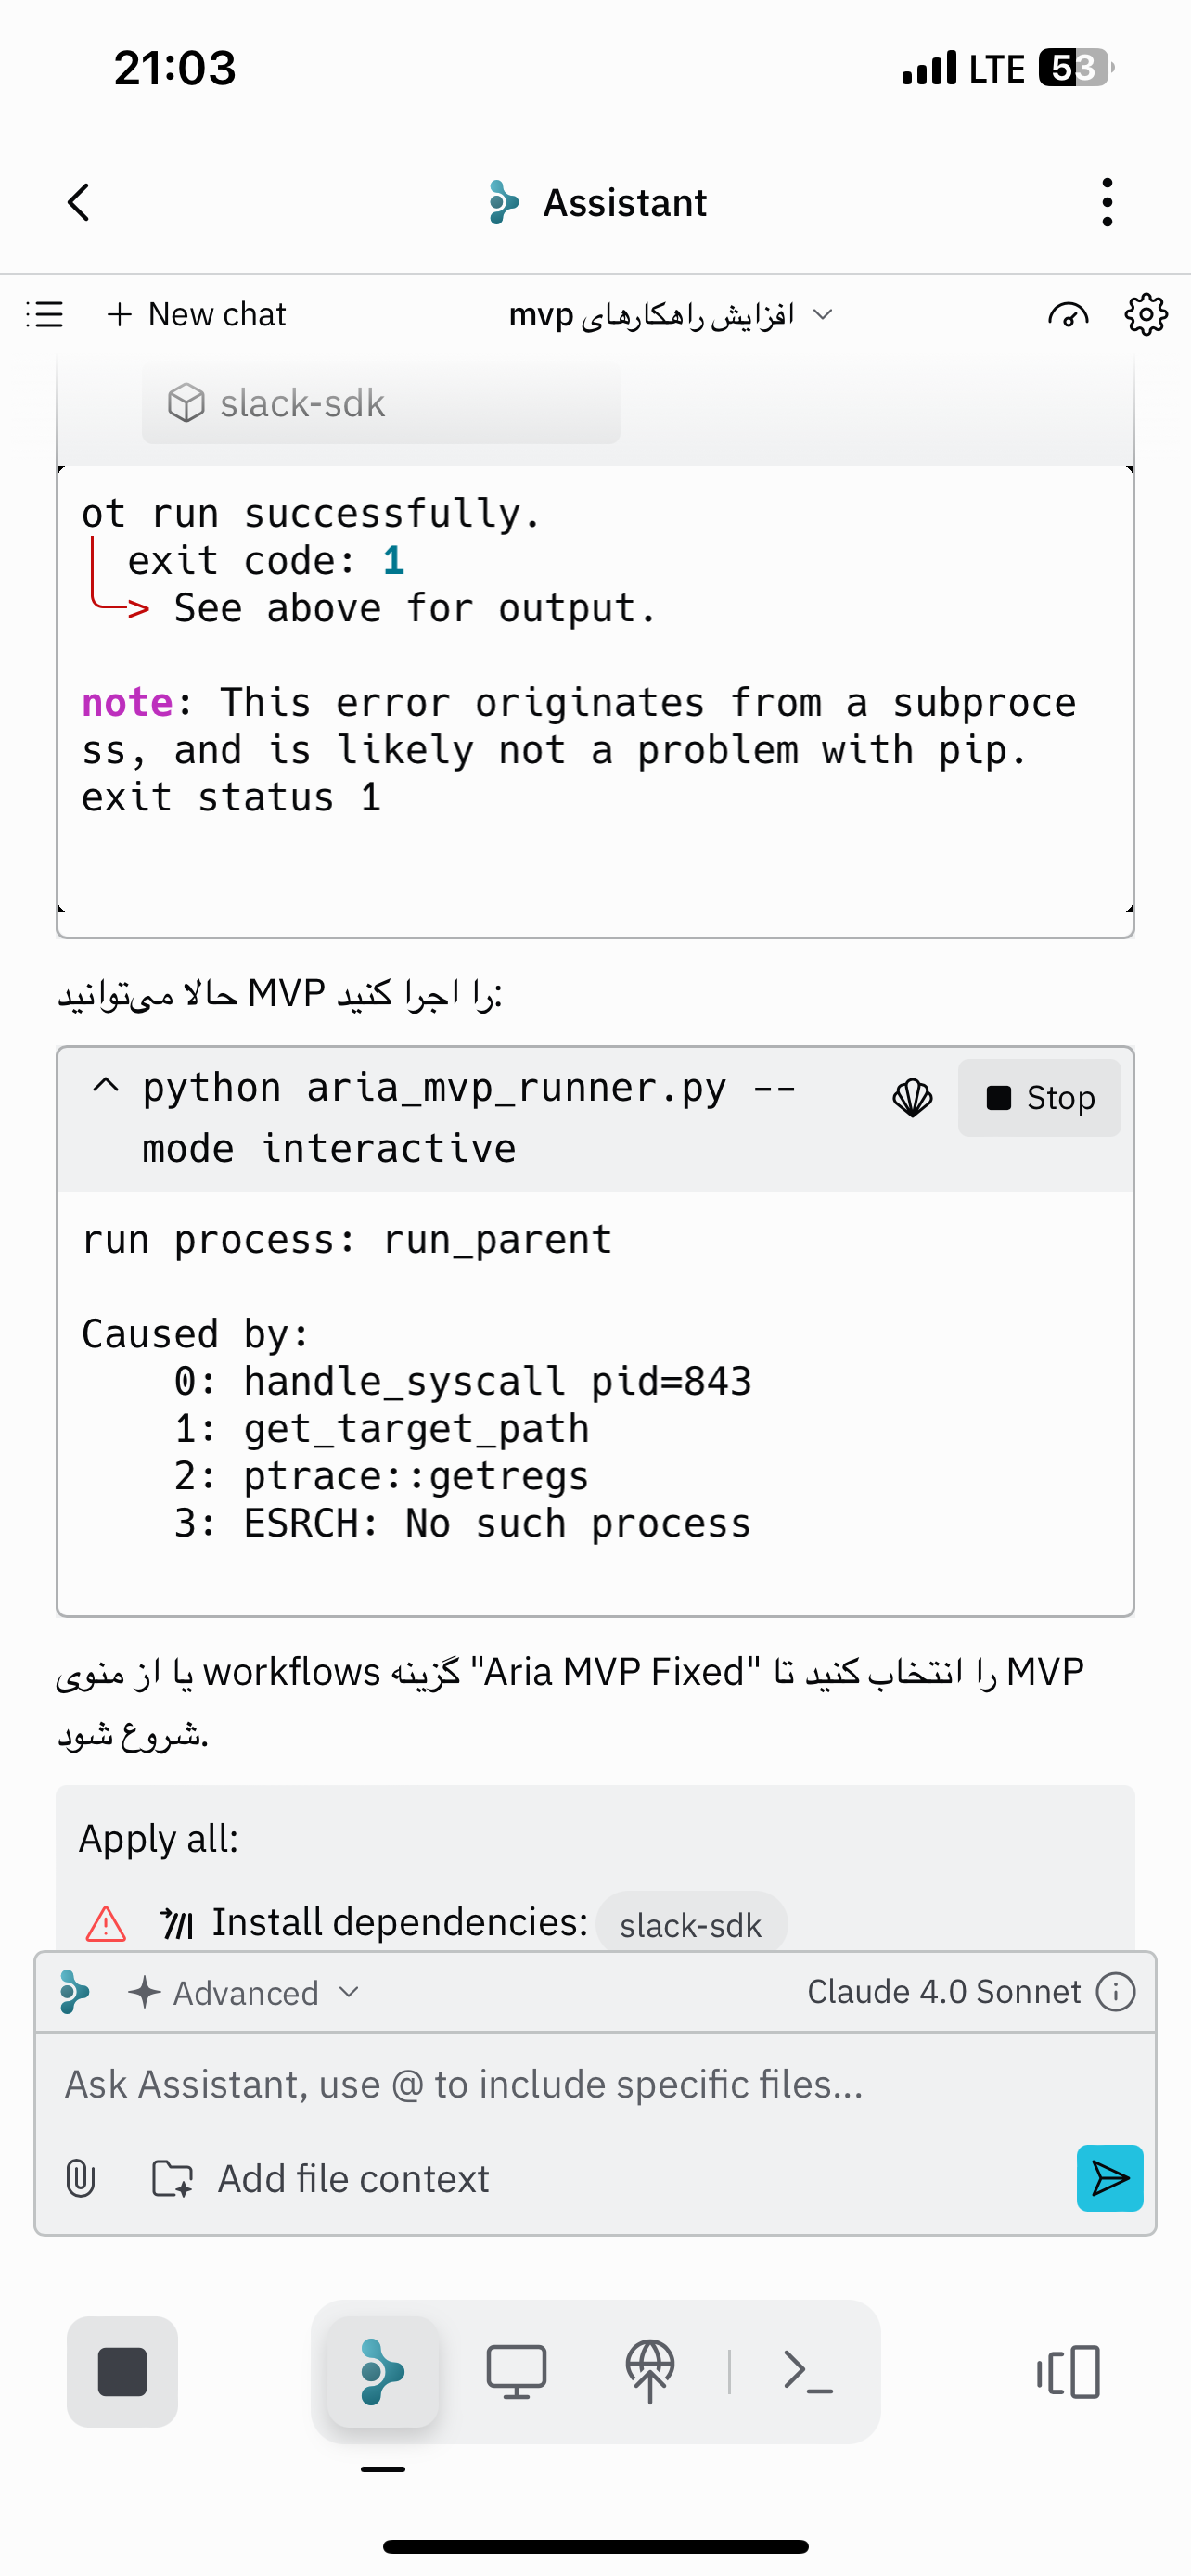 21:03
LTE 53
Assistant
New chat
افزایش راهکارهای mvp
slack-sdk
ot run successfully.
exit code: 1
See above for output.
note: This error originates from a subproce
ss, and is likely not a problem with pip.
exit status 1
حالا می‌توانید MVP را اجرا کنید:
python aria_mvp_runner.py --
mode interactive
Stop
run process: run_parent
Caused by:
0: handle_syscall pid=843
1: get_target_path
2: ptrace::getregs
3: ESRCH: No such process
یا از منوی workflows گزینه "Aria MVP Fixed" را انتخاب کنید تا MVP
شروع شود.
Apply all:
Install dependencies: slack-sdk
Advanced
Claude 4.0 Sonnet
Ask Assistant, use @ to include specific files...
Add file context